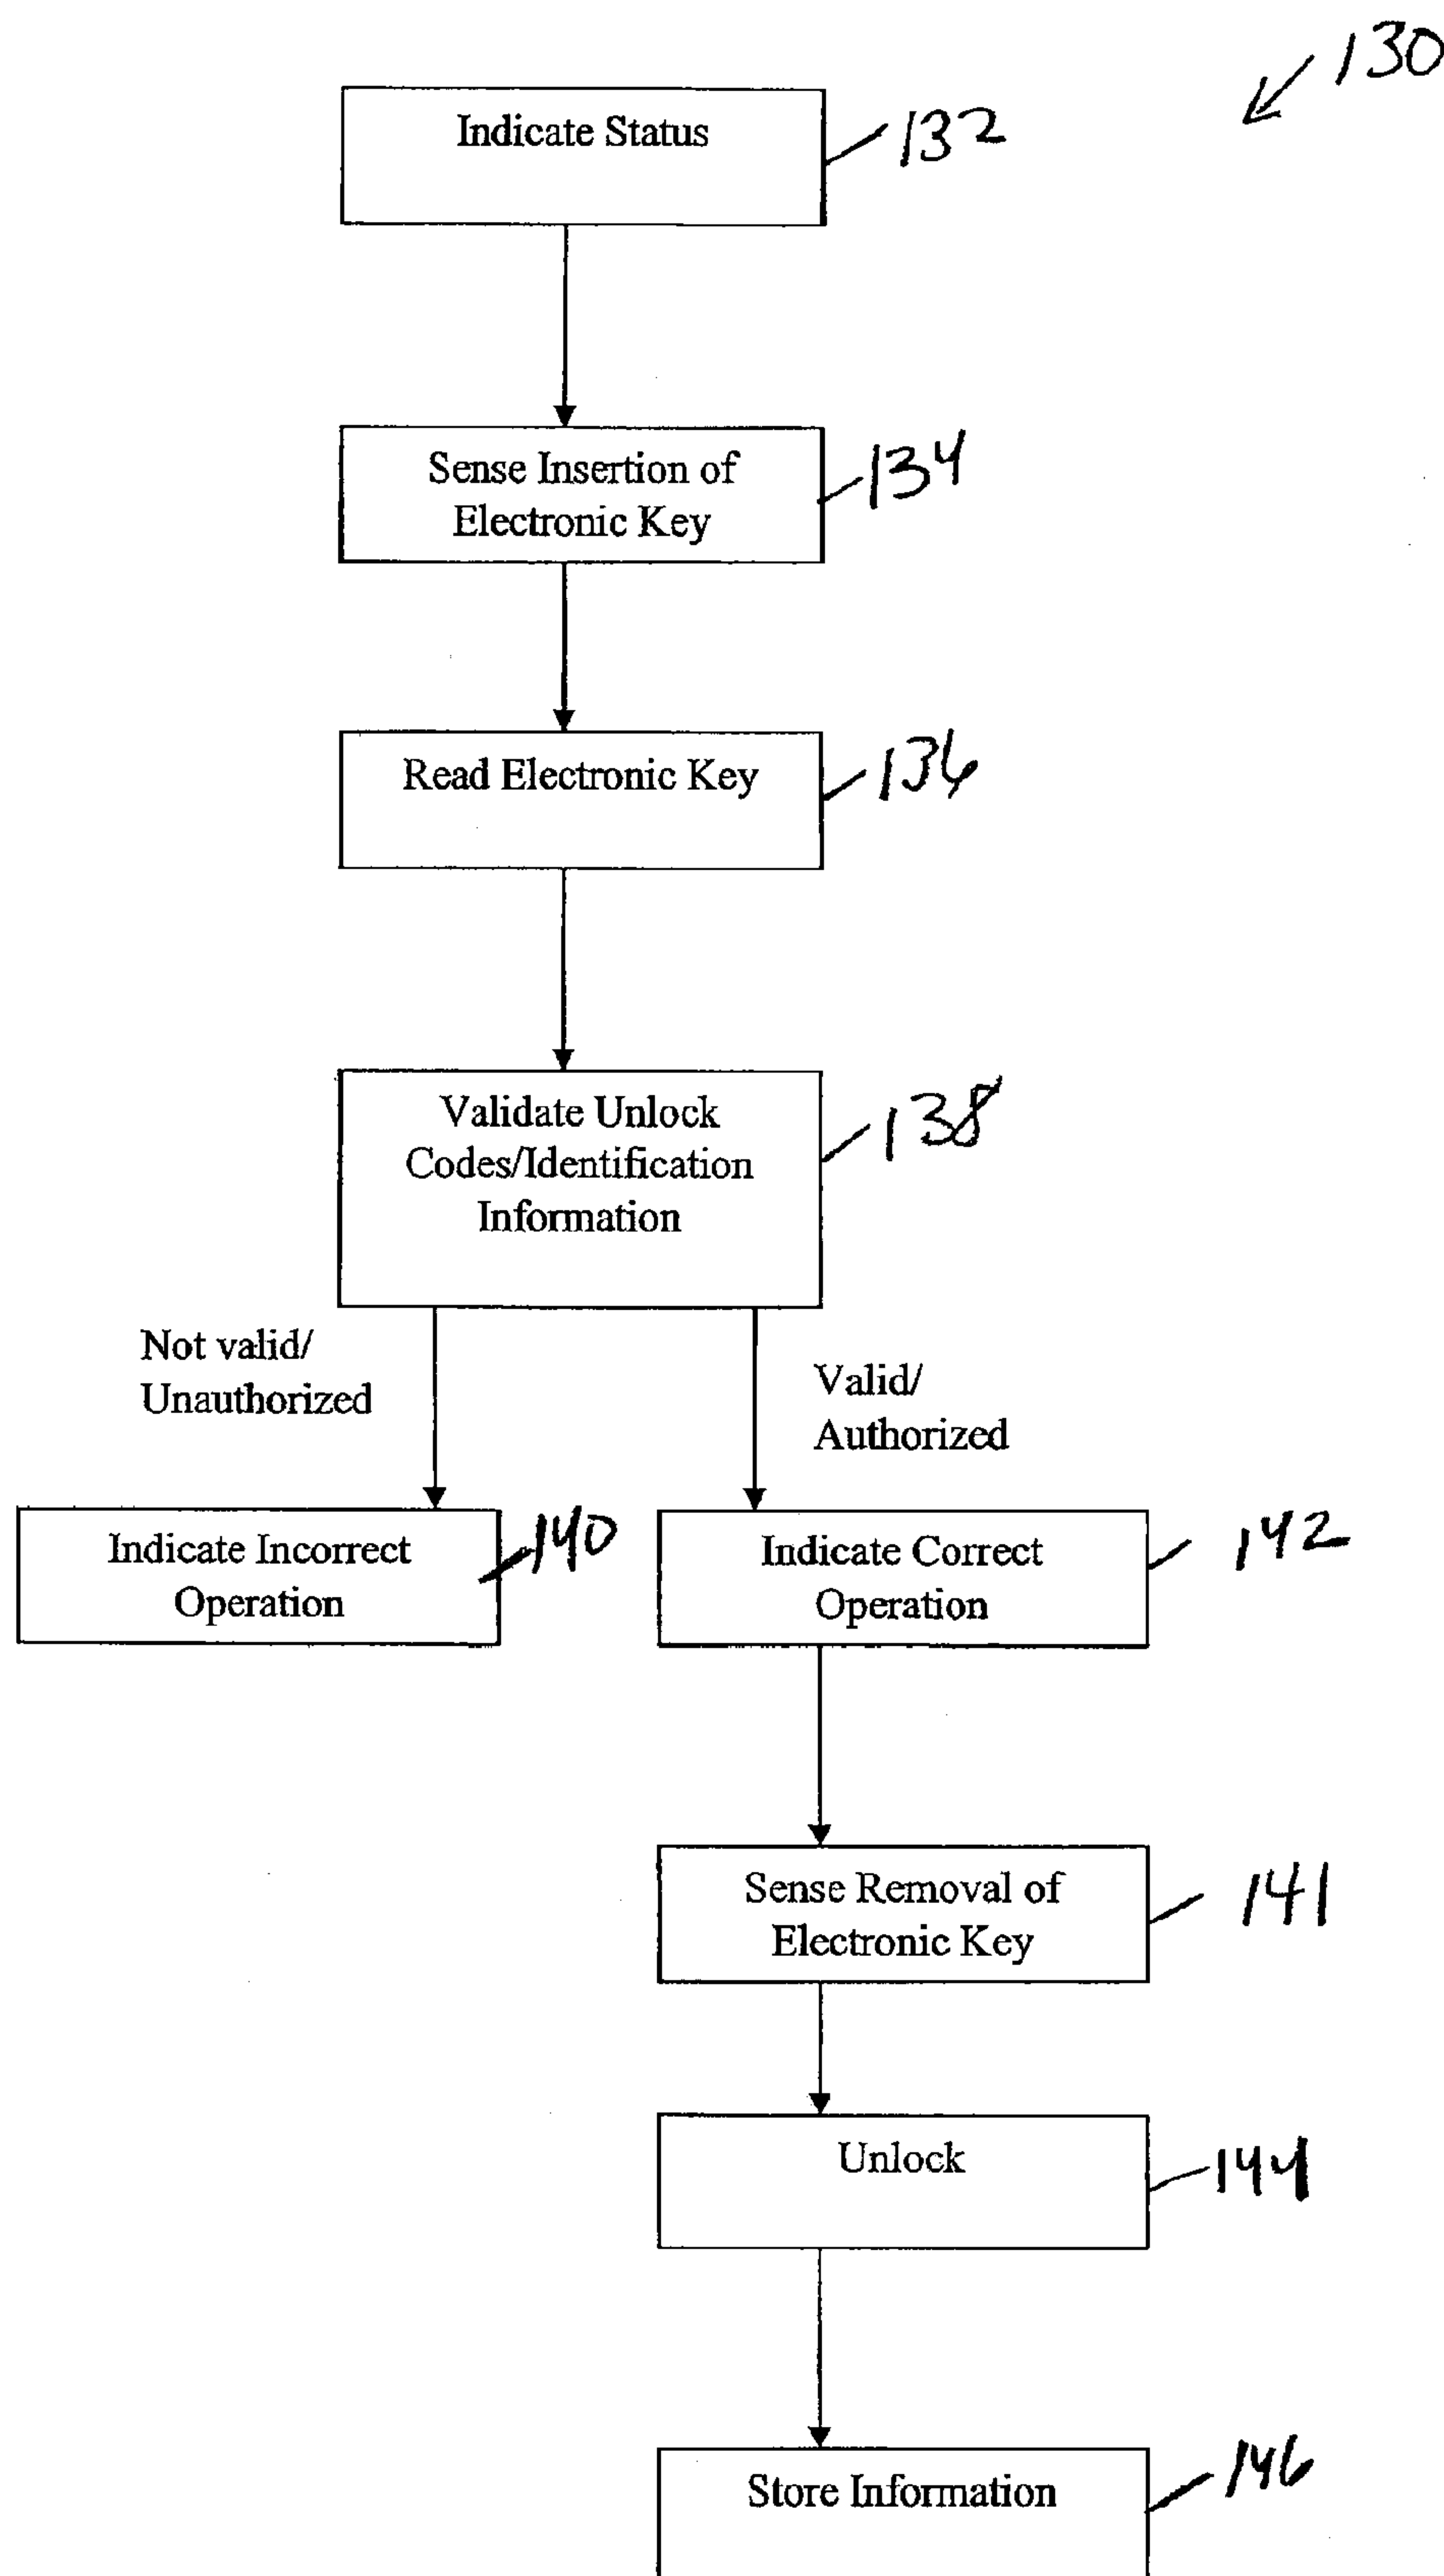 130
Indicate Status
132
Sense Insertion of
Electronic Key
134
Read Electronic Key
136
Validate Unlock
Codes/Identification
Information
138
Not valid/
Unauthorized
Valid/
Authorized
Indicate Incorrect
Operation
140
Indicate Correct
Operation
142
Sense Removal of
Electronic Key
141
Unlock
144
Store Information
146